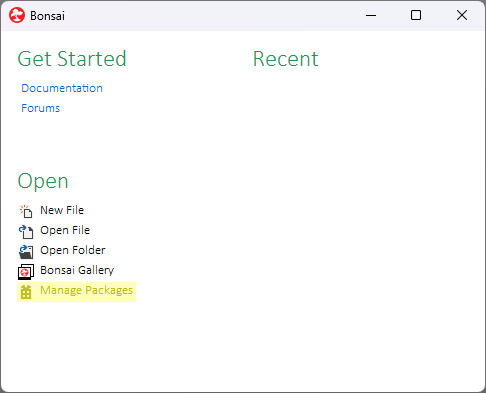 Bonsai
Get Started
Documentation
Forums
Recent
Open
New File
Open File
Open Folder
Bonsai Gallery
Manage Packages